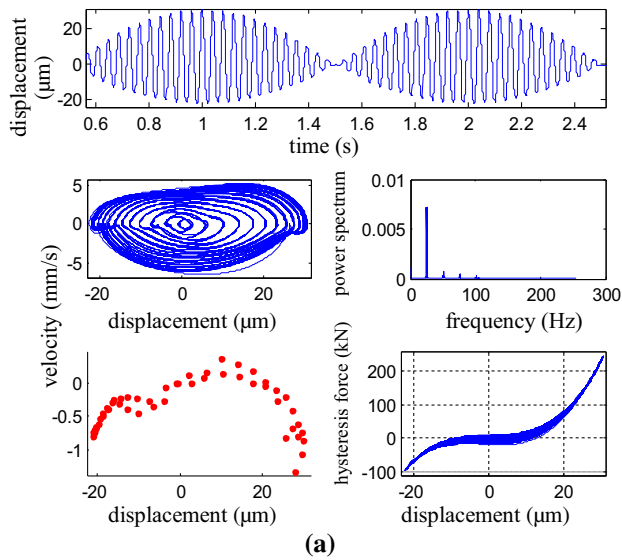 displacement
(μm)
20
0
-20
0.6 0.8 1 1.2 1.4 1.6 1.8 2 2.2 2.4
time (s)
velocity (mm/s)
5
0
-5
-20 0 20
displacement (μm)
power spectrum
0.01
0.005
0
0 100 200 300
frequency (Hz)
0
-0.5
-1
-20 0 20
displacement (μm)
hysteresis force (kN)
200
100
0
-100
-20 0 20
displacement (μm)
(a)